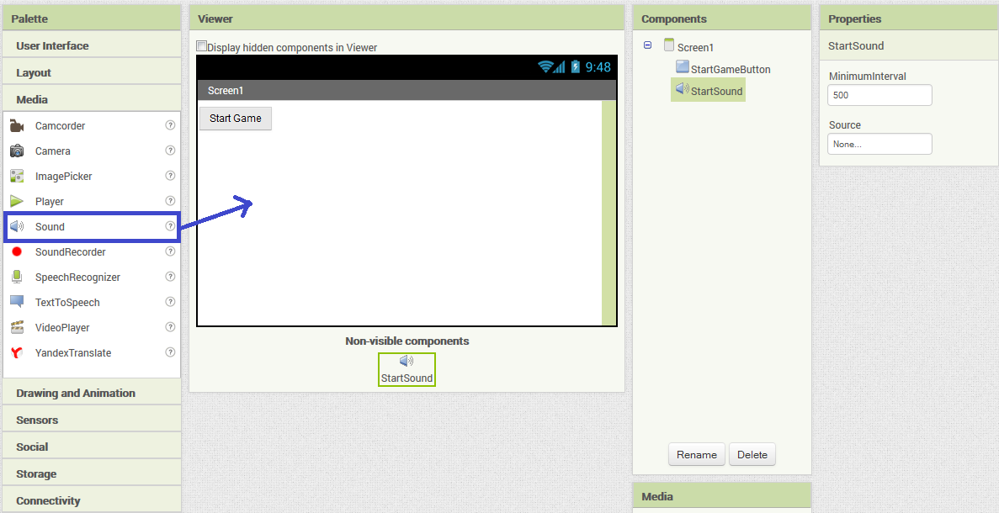 Palette
User Interface
Layout
Media
Camcorder
Camera
ImagePicker
Player
Sound
SoundRecorder
SpeechRecognizer
TextToSpeech
VideoPlayer
YandexTranslate
Drawing and Animation
Sensors
Social
Storage
Connectivity
Viewer
Display hidden components in Viewer
9:48
Screen1
Start Game
Non-visible components
StartSound
Components
Screen1
StartGameButton
StartSound
Rename Delete
Media
Properties
StartSound
MinimumInterval
500
Source
None...